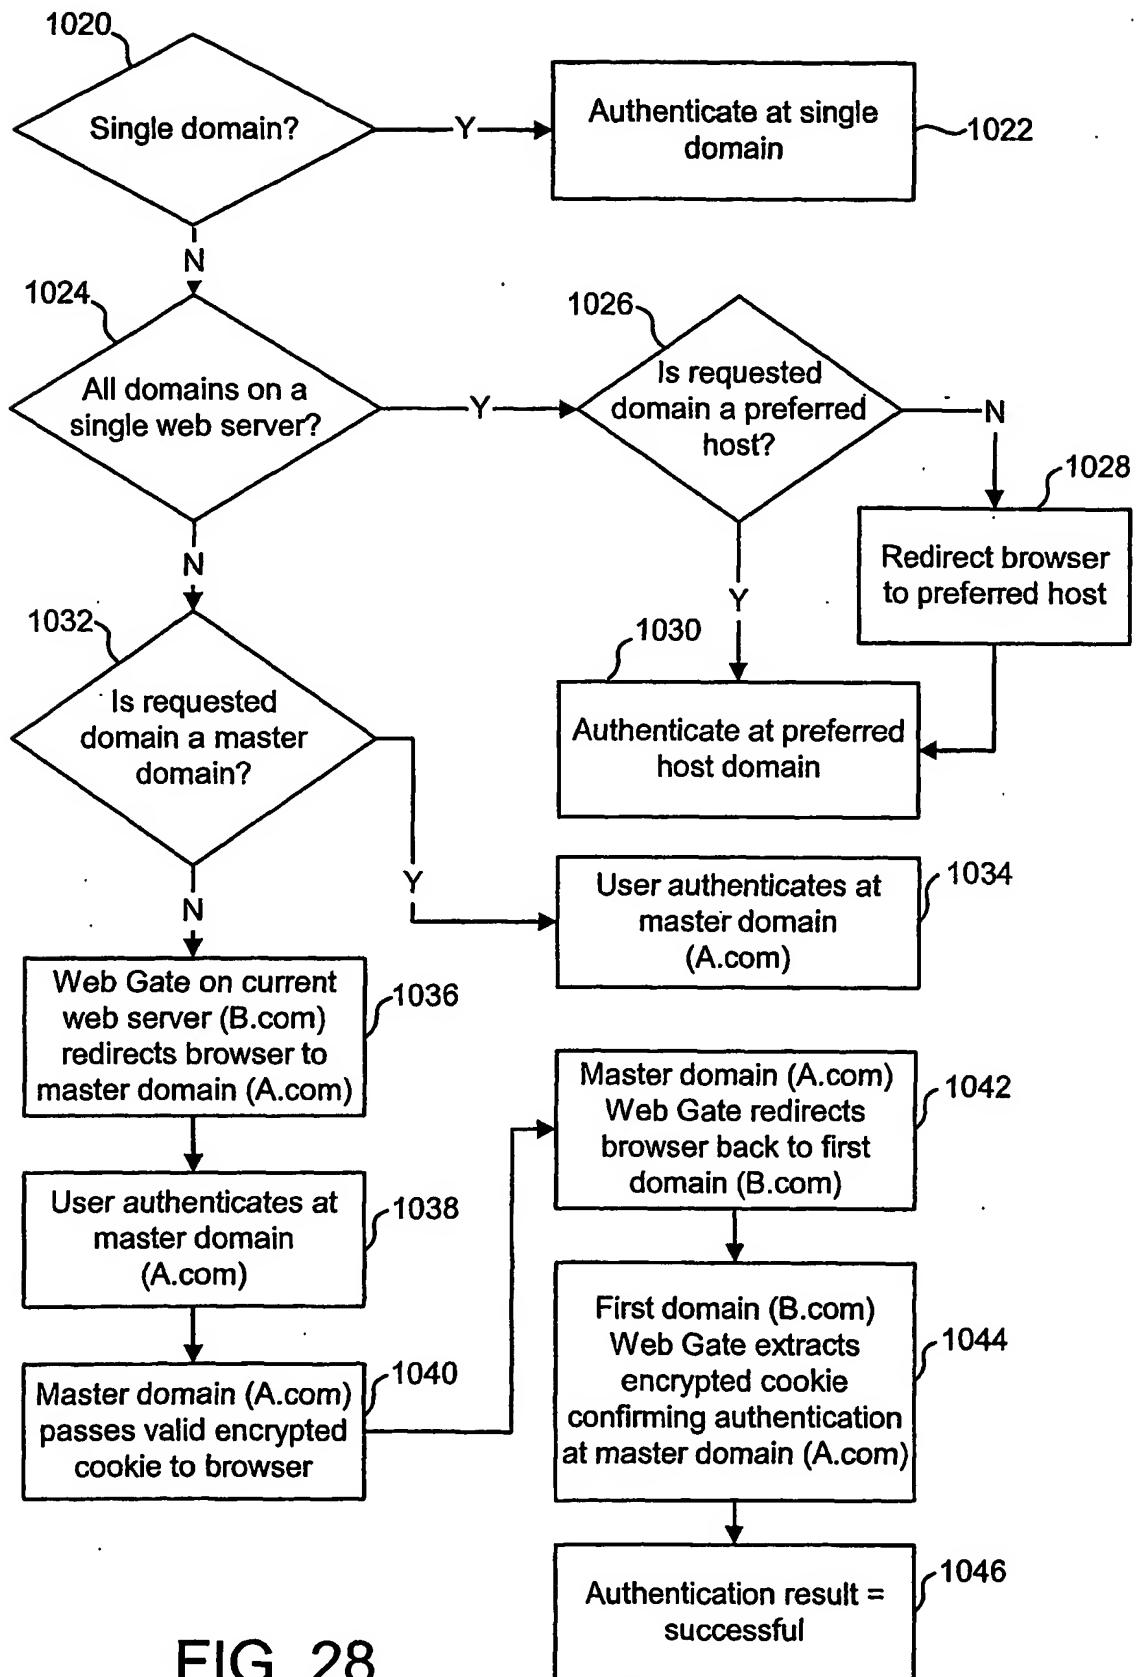 1020
Single domain?
Y
Authenticate at single
domain
1022
N
1024
All domains on a
single web server?
Y
1026
Is requested
domain a preferred
host?
N
1028
Redirect browser
to preferred host
Y
1030
Authenticate at preferred
host domain
N
1032
Is requested
domain a master
domain?
Y
1034
User authenticates at
master domain
(A.com)
N
Web Gate on current
web server (B.com)
redirects browser to
master domain (A.com)
1036
User authenticates at
master domain
(A.com)
1038
Master domain (A.com)
passes valid encrypted
cookie to browser
1040
Master domain (A.com)
Web Gate redirects
browser back to first
domain (B.com)
1042
First domain (B.com)
Web Gate extracts
encrypted cookie
confirming authentication
at master domain (A.com)
1044
Authentication result =
successful
1046
FIG. 28